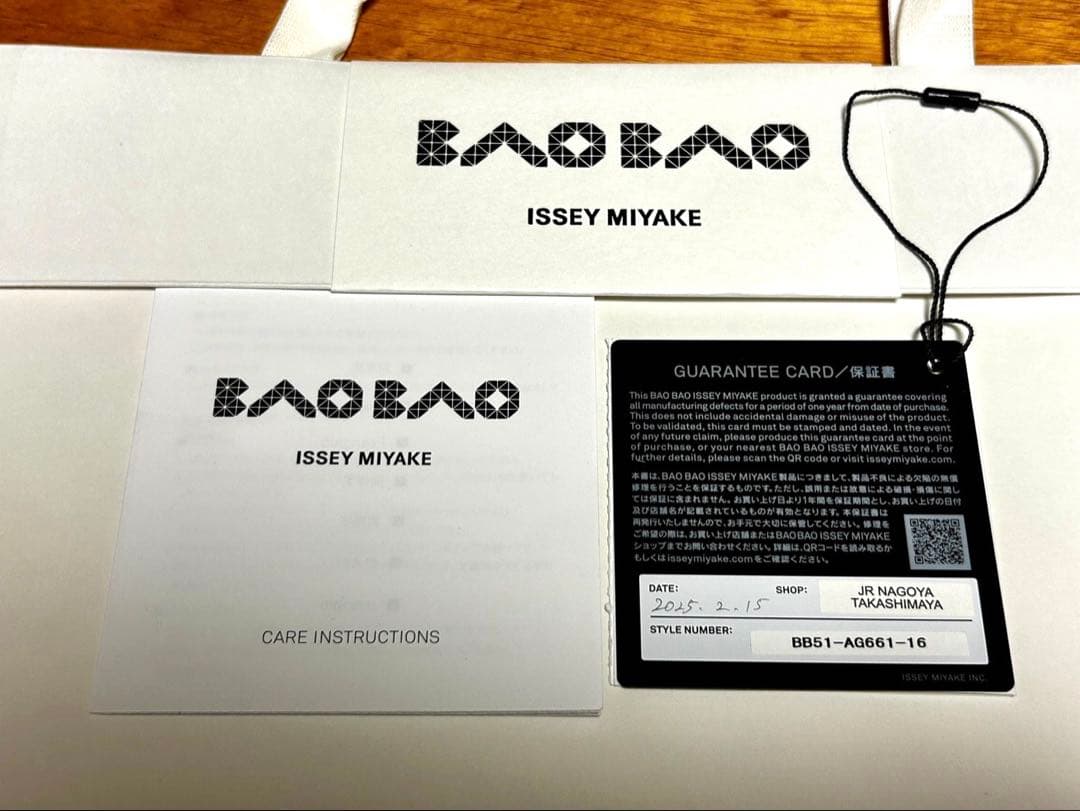 BAO BAO
ISSEY MIYAKE
BAO BAO
ISSEY MIYAKE
CARE INSTRUCTIONS
GUARANTEE CARD/保証書
This BAO BAO ISSEY MIYAKE product is granted a guarantee covering
all manufacturing defects for a period of one year from date of purchase.
This does not include accidental damage or misuse of the product.
To be validated, this card must be stamped and dated. In the event
of any future claim, please produce this guarantee card at the point
of purchase, or your nearest BAO BAO ISSEY MIYAKE store. For
further details, please scan the QR code or visit isseymiyake.com.
本書は、BAO BAO ISSEY MIYAKE製品につきまして、製品不良による欠陥の無償
修理を行うことを保証するものです。ただし、誤用または故意による破損・損傷に関し
ては保証に含まれません。お買い上げ日より1年間を保証期間とし、お買い上げの日付
及び店舗名が記載されているものが有効となります。本保証書は
再発行いたしませんので、お手元で大切に保管してください。修理を
ご希望の際は、お買い上げ店舗またはBAO BAO ISSEY MIYAKE
ショップまでお問い合わせください。詳細は、QRコードを読み取るか
もしくはisseymiyake.comをご確認ください。
DATE: 2025. 2. 15 SHOP: JR NAGOYA
TAKASHIMAYA
STYLE NUMBER: BB51-AG661-16
ISSEY MIYAKE INC.